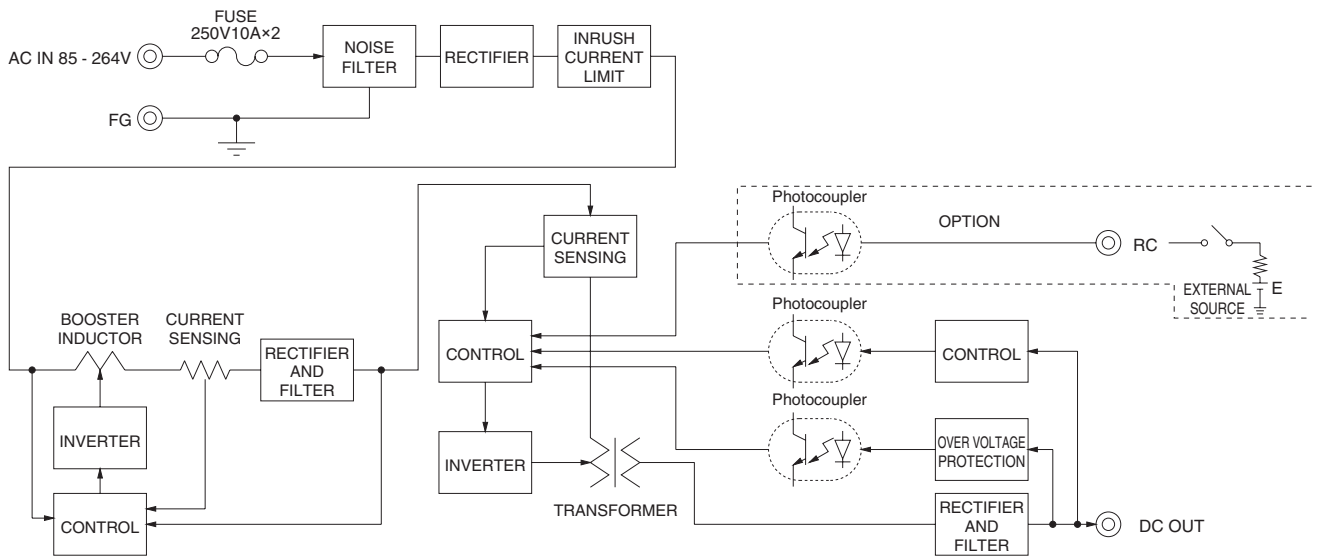 FUSE
250V10A×2
AC IN 85 - 264V
NOISE
FILTER
RECTIFIER
INRUSH
CURRENT
LIMIT
FG
Photocoupler
OPTION
RC
EXTERNAL
SOURCE
E
CURRENT
SENSING
BOOSTER
INDUCTOR
CURRENT
SENSING
RECTIFIER
AND
FILTER
CONTROL
Photocoupler
CONTROL
INVERTER
INVERTER
Photocoupler
OVER VOLTAGE
PROTECTION
CONTROL
TRANSFORMER
RECTIFIER
AND
FILTER
DC OUT